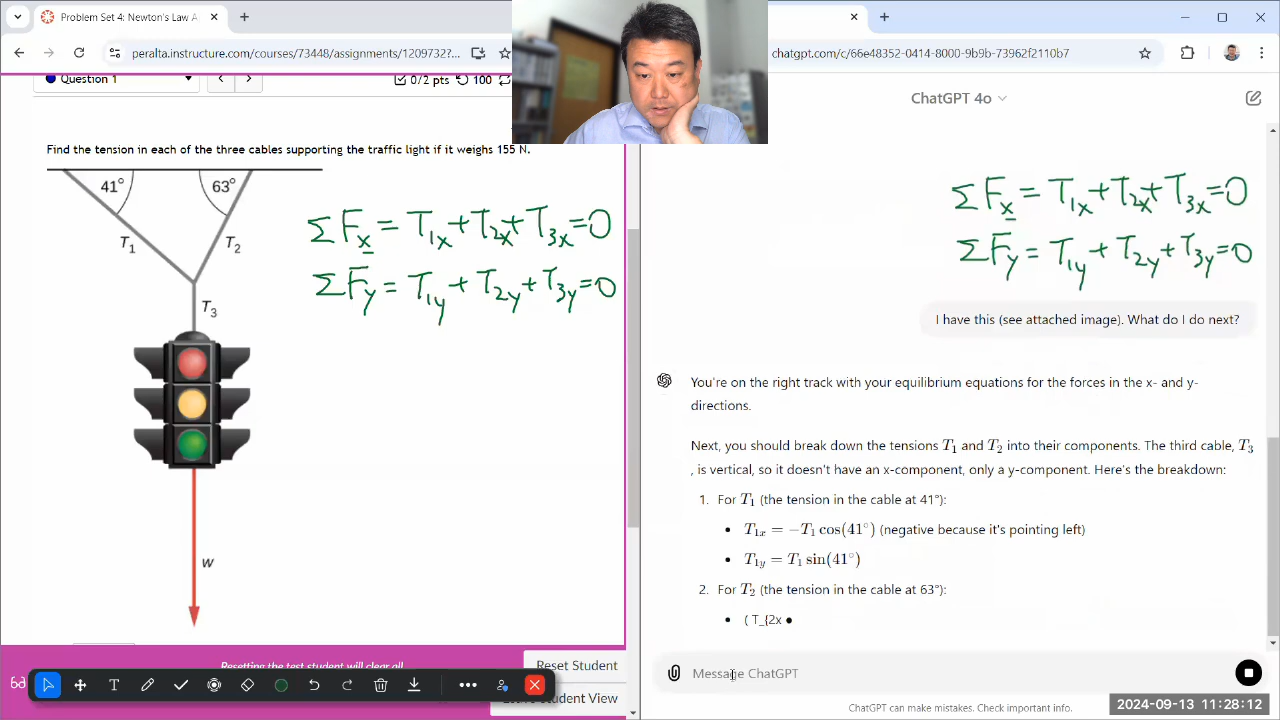 Problem Set 4: Newton's Law A
peralta.instructure.com/courses/73448/assignments/1209732?...
chatgpt.com/c/66e48352-0414-8000-9b9b-73962f2110b7
Question 1
0/2 pts
100
ChatGPT 4o
Find the tension in each of the three cables supporting the traffic light if it weighs 155 N.
41°
63°
T₁
T₂
T₃
w
ΣFₓ = T₁ₓ + T₂ₓ + T₃ₓ = 0
ΣFy = T₁y + T₂y + T₃y = 0
Resetting the test student will clear all
Reset Student
Leave Student View
ΣFₓ = T₁ₓ + T₂ₓ + T₃ₓ = 0
ΣFy = T₁y + T₂y + T₃y = 0
I have this (see attached image). What do I do next?
You're on the right track with your equilibrium equations for the forces in the x- and y-
directions.
Next, you should break down the tensions T₁ and T₂ into their components. The third cable, T₃
, is vertical, so it doesn't have an x-component, only a y-component. Here's the breakdown:
1. For T₁ (the tension in the cable at 41°):
• T₁ₓ = −T₁ cos(41°) (negative because it's pointing left)
• T₁y = T₁ sin(41°)
2. For T₂ (the tension in the cable at 63°):
• ( T_{2x ●
Message ChatGPT
ChatGPT can make mistakes. Check important info.
2024-09-13 11:28:12